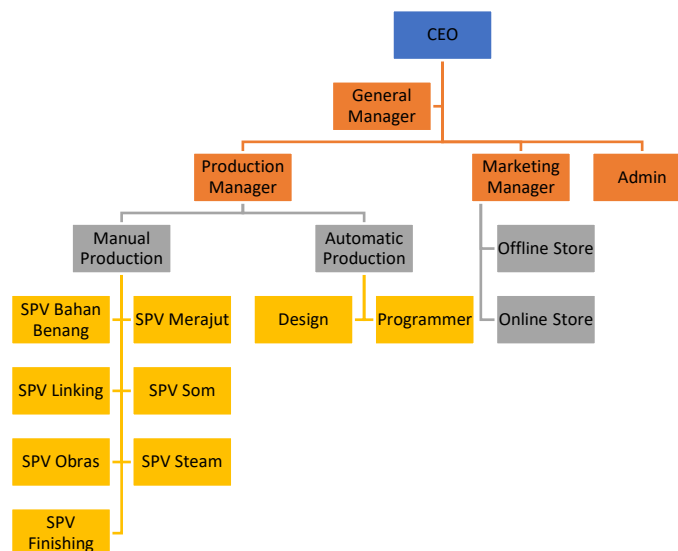 CEO
General
Manager
Production
Manager
Marketing
Manager
Admin
Manual
Production
Automatic
Production
Offline Store
SPV Bahan
Benang
SPV Merajut
Design
Programmer
Online Store
SPV Linking
SPV Som
SPV Obras
SPV Steam
SPV
Finishing